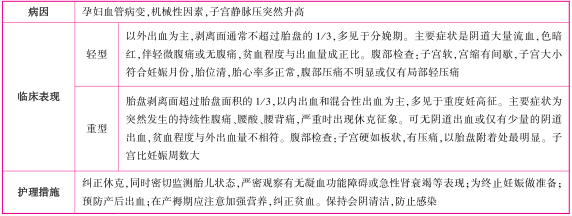 病因
孕妇血管病变,机械性因素,子宫静脉压突然升高
临床表现
轻型
以外出血为主,剥离面通常不超过胎盘的1/3,多见于分娩期。主要症状是阴道大量流血,色暗
红,伴轻微腹痛或无腹痛,贫血程度与出血量成正比。腹部检查:子宫软,宫缩有间歇,子宫大小
符合妊娠月份,胎位清,胎心率多正常,腹部压痛不明显或仅有局部轻压痛
重型
胎盘剥离面超过胎盘面积的1/3,以内出血和混合性出血为主,多见于重度妊高征。主要症状为
突然发生的持续性腹痛、腰酸、腰背痛,严重时出现休克征象。可无阴道出血或仅有少量的阴道
出血,贫血程度与外出血量不相符。腹部检查:子宫硬如板状,有压痛,以胎盘附着处最明显。子
宫比妊娠周数大
护理措施
纠正休克,同时密切监测胎儿状态,严密观察有无凝血功能障碍或急性肾衰竭等表现;为终止妊娠做准备;
预防产后出血;在产褥期应注意加强营养,纠正贫血。保持会阴清洁,防止感染